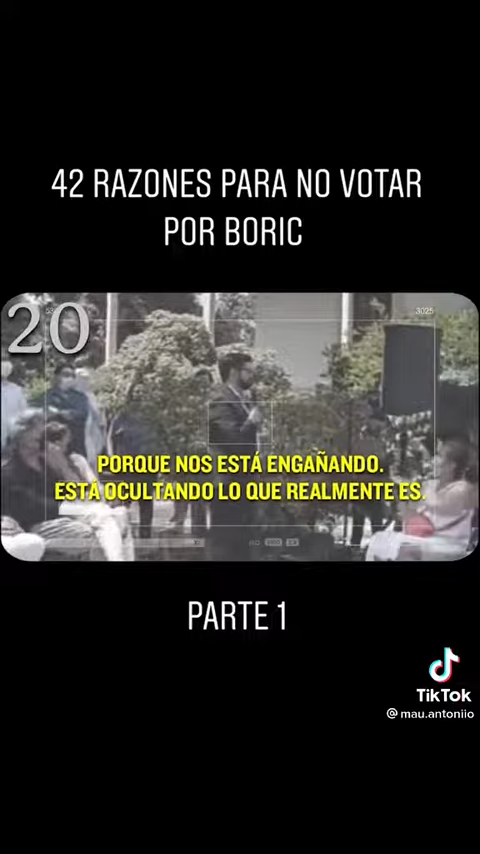 42 RAZONES PARA NO VOTAR
POR BORIC
20
3025
PORQUE NOS ESTÁ ENGAÑANDO.
ESTÁ OCULTANDO LO QUE REALMENTE ES.
PARTE 1
TikTok
@mau.antoniio